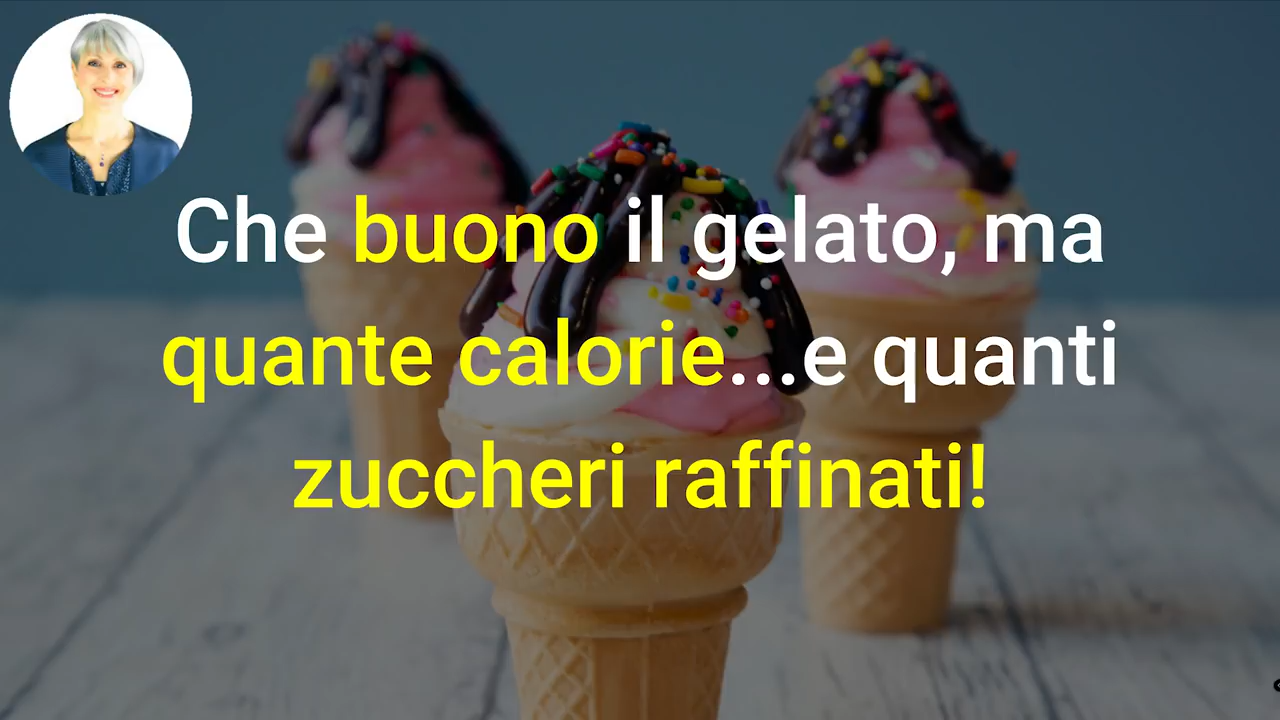 Che buono il gelato, ma
quante calorie...e quanti
zuccheri raffinati!